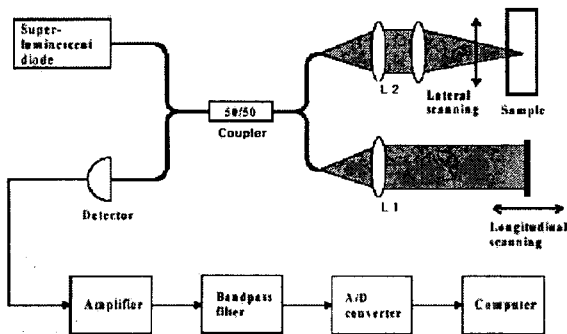 Super-
luminescent
diode
50/50
Coupler
L 2
Lateral
scanning
Sample
Detector
L 1
Longitudinal
scanning
Amplifier
Bandpass
filter
A/D
converter
Computer